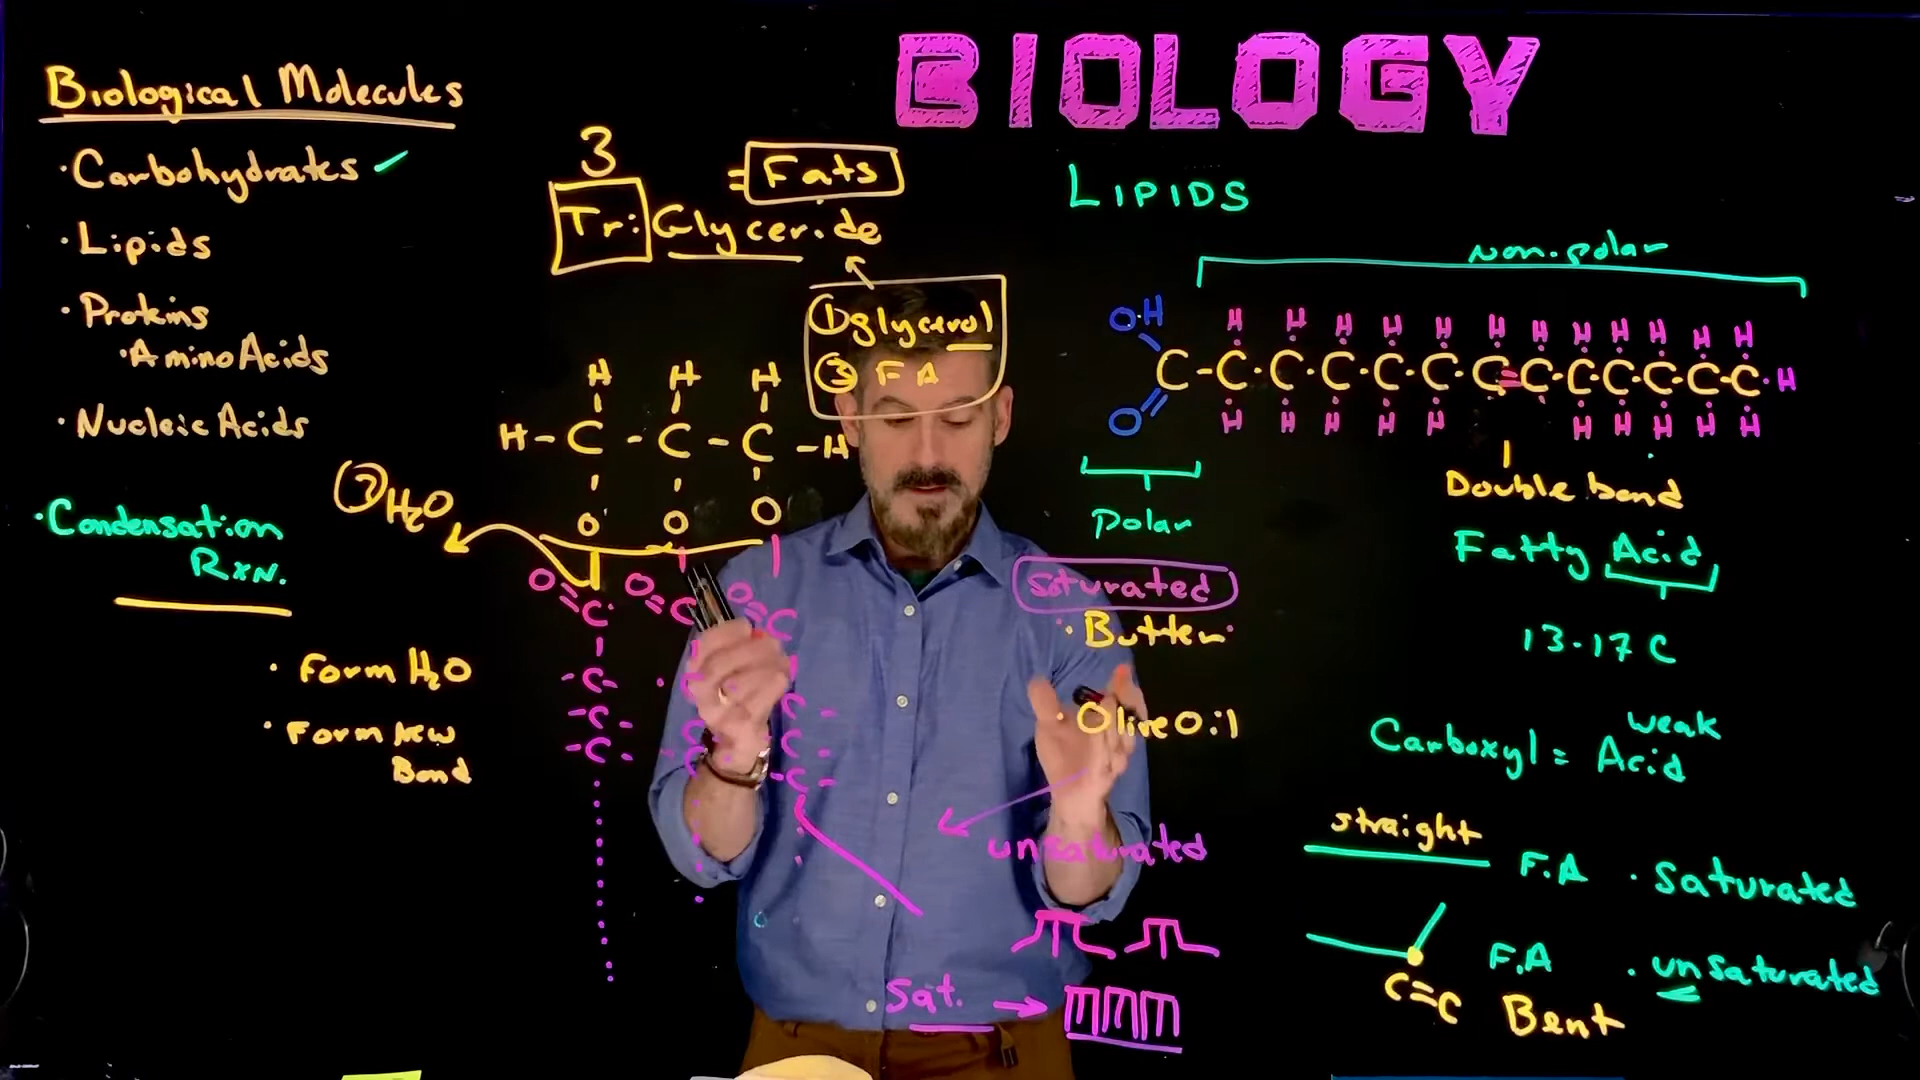 BIOLOGY
Biological Molecules
· Carbohydrates ✓
· Lipids
· Proteins
· Amino Acids
· Nucleic Acids
· Condensation
Rxn.
· Form H₂O
· Form New
Bond
3
= Fats
Tri Glyceride
① glycerol
③ FA
H H H
H - C - C - C - H
O O O
③ H₂O
O=C O=C O=C
-C-
-C- C -
-C- C C -
C -C-
LIPIDS
Non-polar
OH H H H H H H H H H H H H
C-C·C·C·C·C·C=C·C·C·C·C-C·H
O H H H H H H H H H H
Polar
Double bond
Fatty Acid
13-17 C
Saturated
· Butter
· Olive Oil
unsaturated
Sat. →
weak
Carboxyl = Acid
straight
F.A · Saturated
F.A · unsaturated
C=C Bent